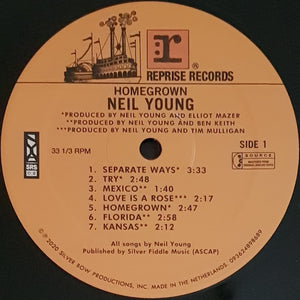 r
REPRISE RECORDS
HOMEGROWN
NEIL YOUNG
*PRODUCED BY NEIL YOUNG AND ELLIOT MAZER
**PRODUCED BY NEIL YOUNG AND BEN KEITH
***PRODUCED BY NEIL YOUNG AND TIM MULLIGAN
33 1/3 RPM
SIDE 1
SOURCE
1. SEPARATE WAYS* 3:33
2. TRY* 2:48
3. MEXICO** 1:40
4. LOVE IS A ROSE*** 2:17
5. HOMEGROWN* 2:47
6. FLORIDA** 2:58
7. KANSAS** 2:12
All songs by Neil Young
Published by Silver Fiddle Music (ASCAP)
℗©2020 SILVER BOW PRODUCTIONS, INC. MADE IN THE NETHERLANDS. 093624898689